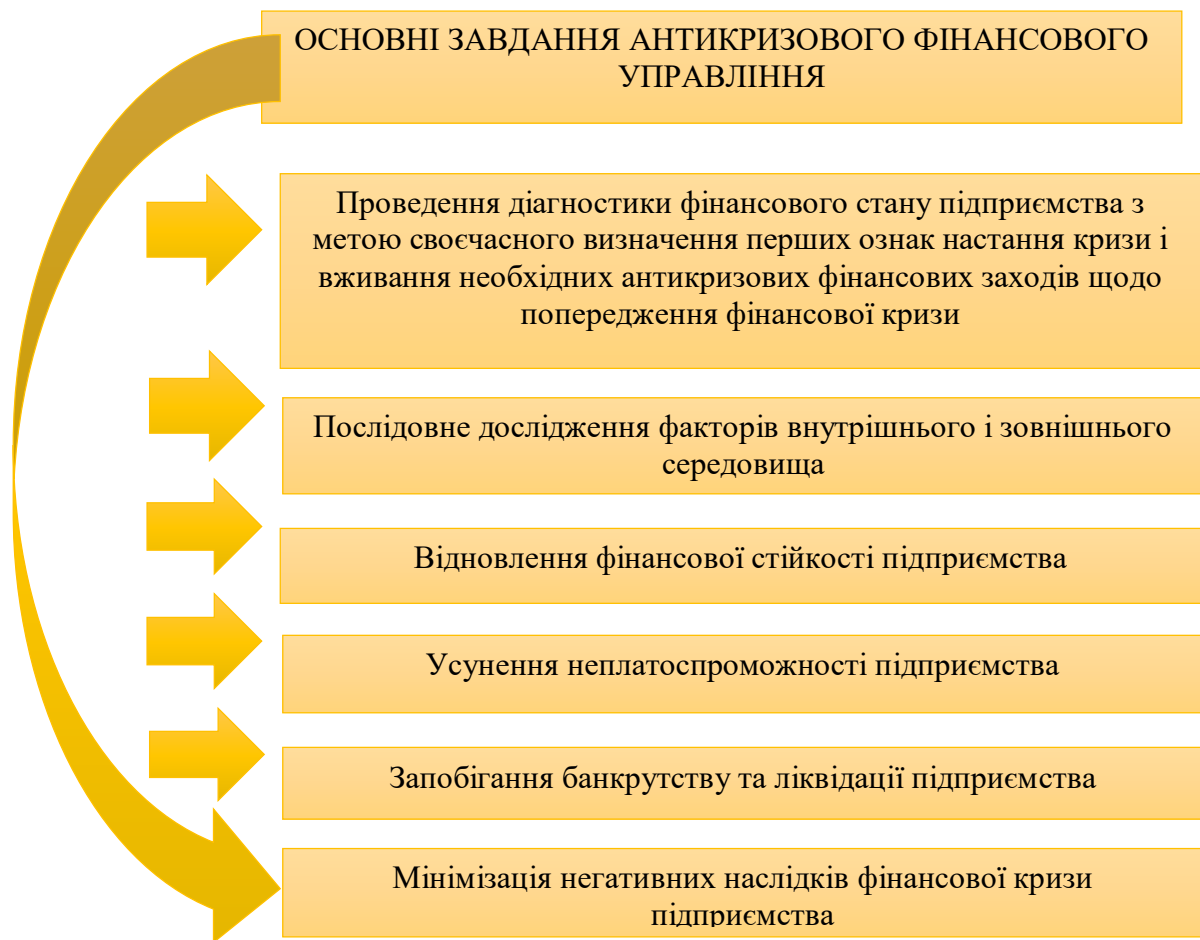 ОСНОВНІ ЗАВДАННЯ АНТИКРИЗОВОГО ФІНАНСОВОГО
УПРАВЛІННЯ
Проведення діагностики фінансового стану підприємства з
метою своєчасного визначення перших ознак настання кризи і
вживання необхідних антикризових фінансових заходів щодо
попередження фінансової кризи
Послідовне дослідження факторів внутрішнього і зовнішнього
середовища
Відновлення фінансової стійкості підприємства
Усунення неплатоспроможності підприємства
Запобігання банкрутству та ліквідації підприємства
Мінімізація негативних наслідків фінансової кризи
підприємства